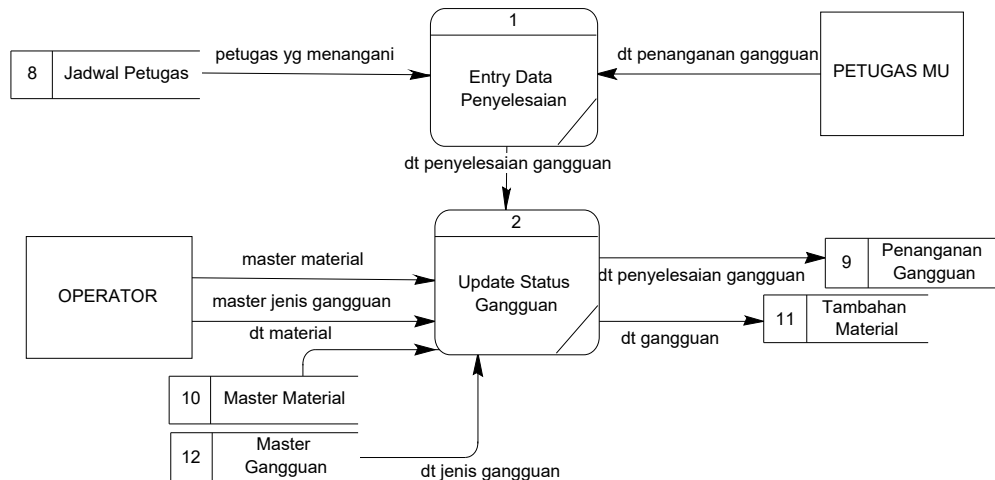 1
8
Jadwal Petugas
petugas yg menangani
Entry Data
Penyelesaian
dt penanganan gangguan
PETUGAS MU
dt penyelesaian gangguan
2
OPERATOR
master material
master jenis gangguan
dt material
Update Status
Gangguan
dt penyelesaian gangguan
9
Penanganan
Gangguan
dt gangguan
11
Tambahan
Material
10
Master Material
12
Master
Gangguan
dt jenis gangguan